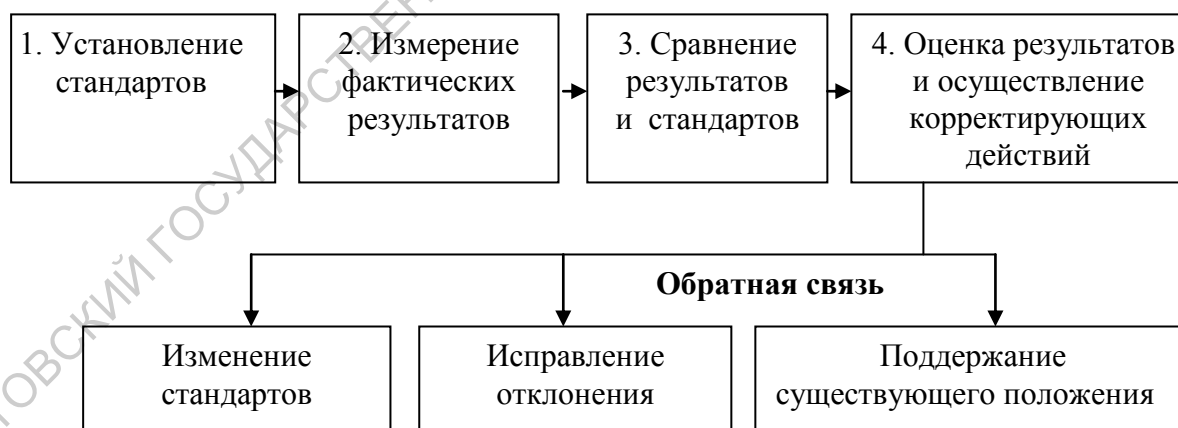 1. Установление
стандартов
2. Измерение
фактических
результатов
3. Сравнение
результатов
и стандартов
4. Оценка результатов
и осуществление
корректирующих
действий
Обратная связь
Изменение
стандартов
Исправление
отклонения
Поддержание
существующего положения